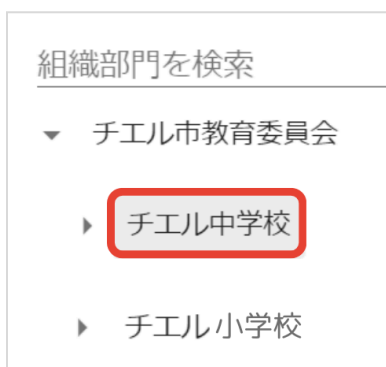 組織部門を検索
チエル市教育委員会
チエル中学校
チエル小学校